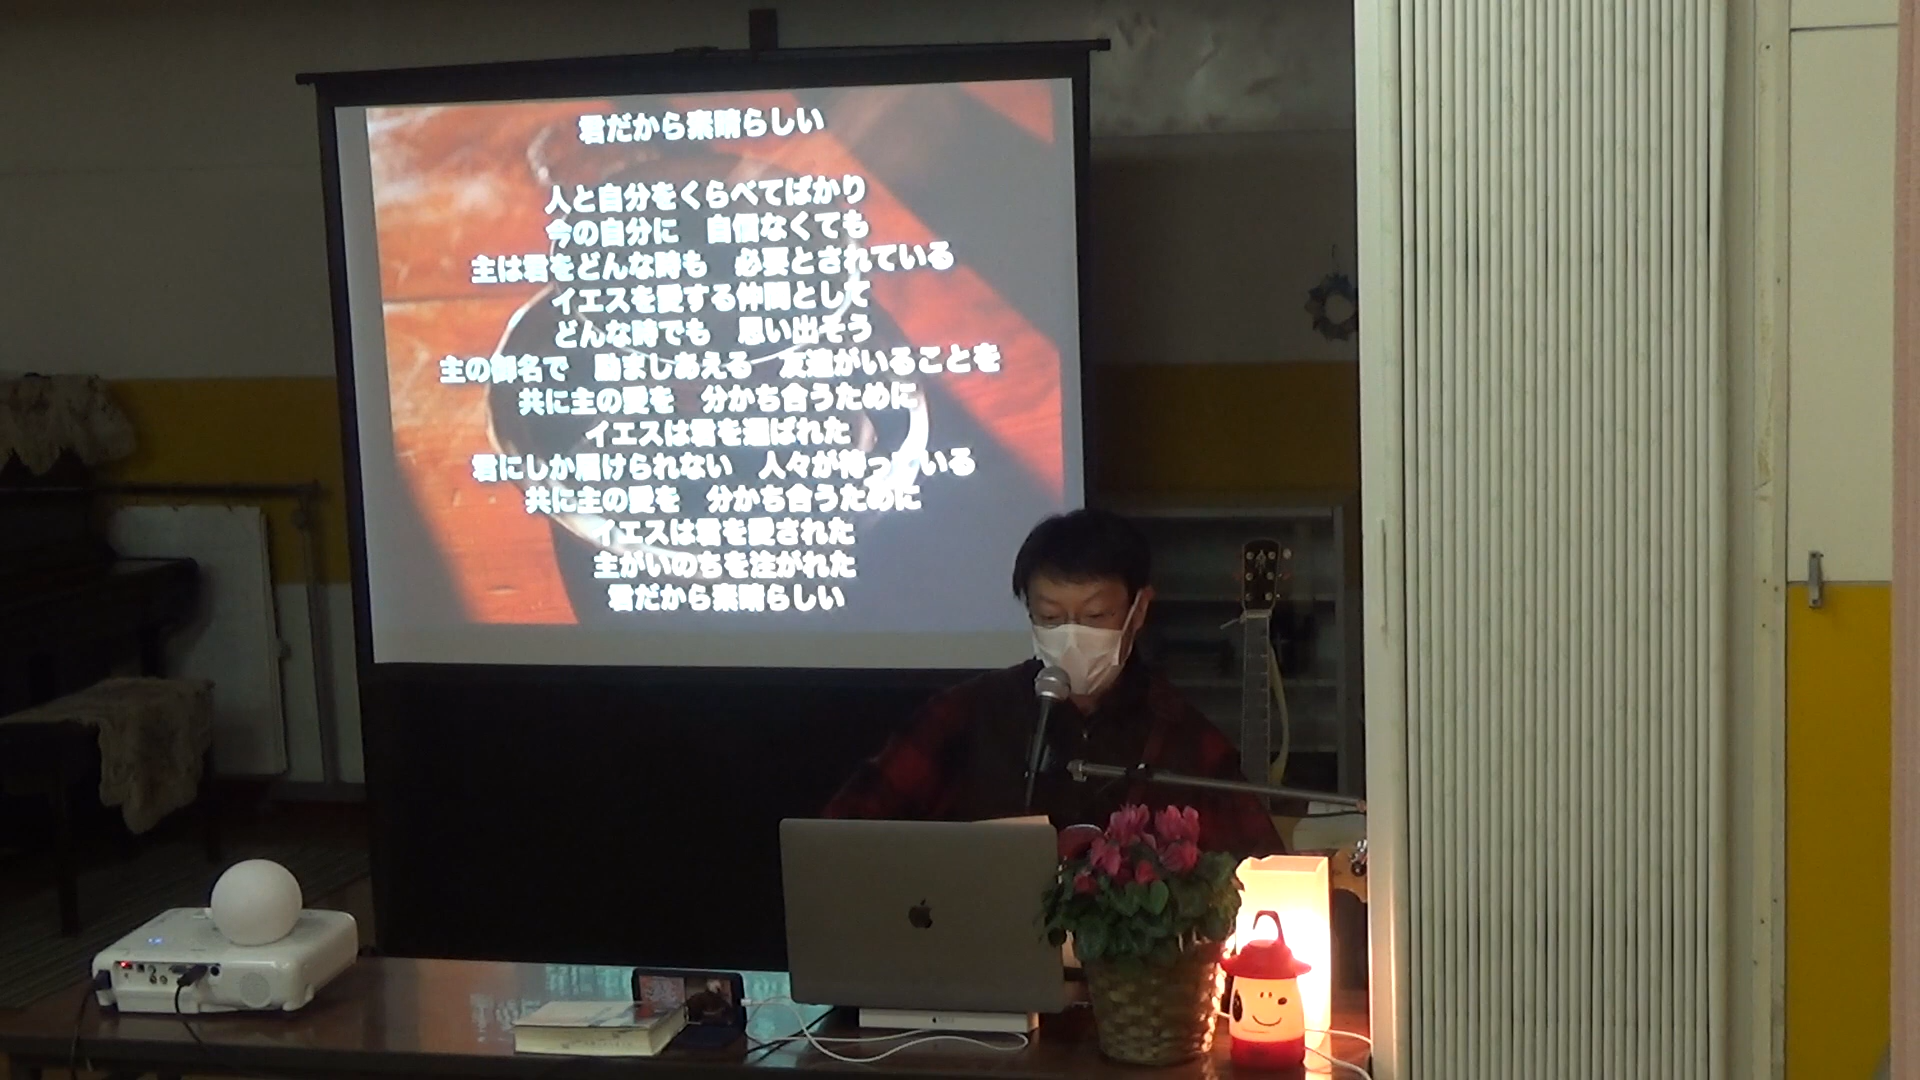 君だから素晴らしい
人と自分をくらべてばかり
今の自分に　自信なくても
主は君をどんな時も　必要とされている
イエスを愛する仲間として
どんな時でも　思い出そう
主の御名で　励ましあえる　友達がいることを
共に主の愛を　分かち合うために
イエスは君を選ばれた
君にしか届けられない　人々が待っている
共に主の愛を　分かち合うために
イエスは君を愛された
主がいのちを注がれた
君だから素晴らしい